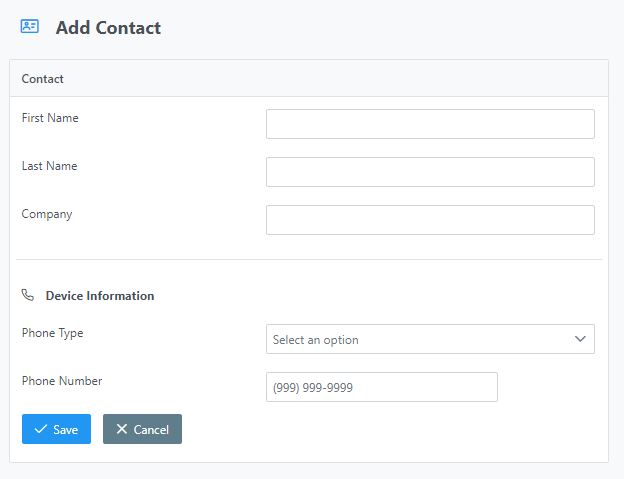 Add Contact
Contact
First Name
Last Name
Company
Device Information
Phone Type
Select an option
Phone Number
(999) 999-9999
Save
Cancel